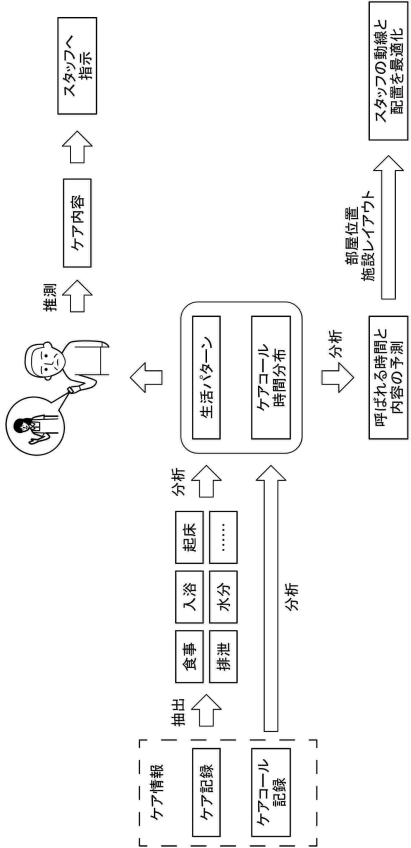 ケア情報
ケア記録
ケアコール
記録
抽出
食事
入浴
起床
排泄
水分
……
分析
分析
生活パターン
ケアコール
時間分布
推測
ケア内容
スタッフへ
指示
分析
呼ばれる時間と
内容の予測
部屋位置
施設レイアウト
スタッフの動線と
配置を最適化